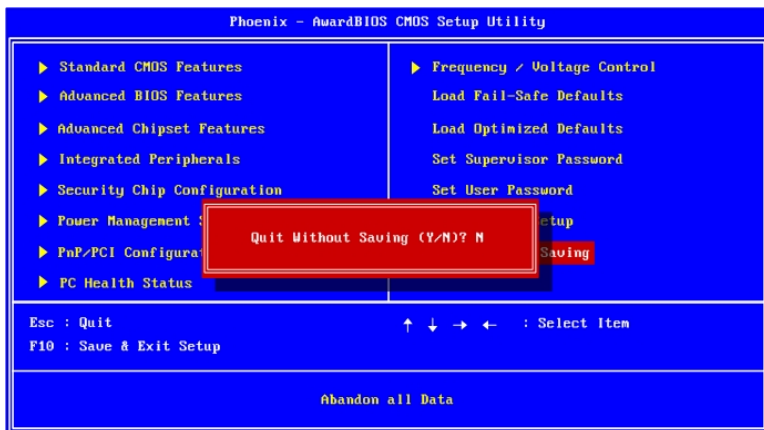 Phoenix - AwardBIOS CMOS Setup Utility
Standard CMOS Features
Advanced BIOS Features
Advanced Chipset Features
Integrated Peripherals
Security Chip Configuration
Power Management
PnP/PCI Configurat
PC Health Status
Frequency / Voltage Control
Load Fail-Safe Defaults
Load Optimized Defaults
Set Supervisor Password
Set User Password
etup
Saving
Quit Without Saving (Y/N)? N
Esc : Quit
F10 : Save & Exit Setup
↑ ↓ → ← : Select Item
Abandon all Data